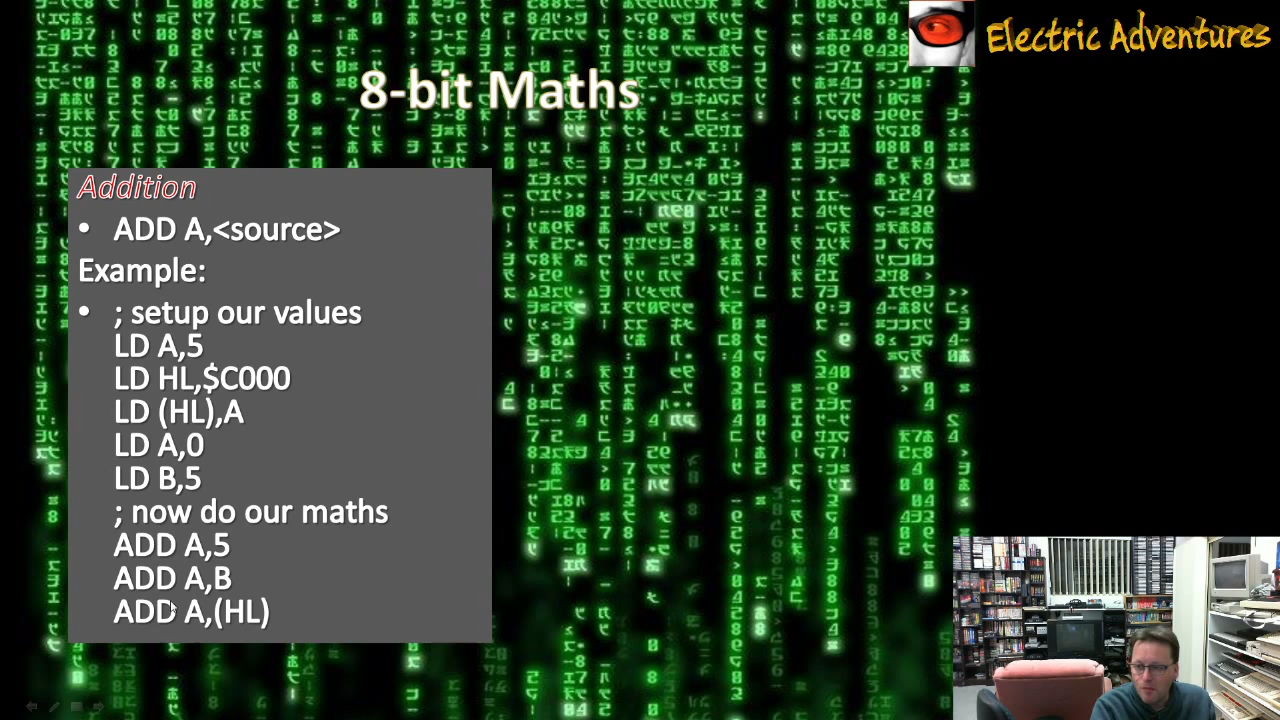 Electric Adventures
8-bit Maths
Addition
• ADD A,<source>
Example:
• ; setup our values
LD A,5
LD HL,$C000
LD (HL),A
LD A,0
LD B,5
; now do our maths
ADD A,5
ADD A,B
ADD A,(HL)